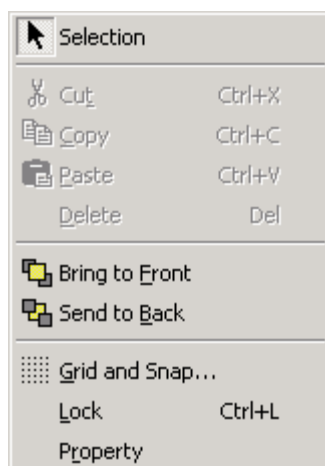 Selection
Cut Ctrl+X
Copy Ctrl+C
Paste Ctrl+V
Delete Del
Bring to Front
Send to Back
Grid and Snap...
Lock Ctrl+L
Property